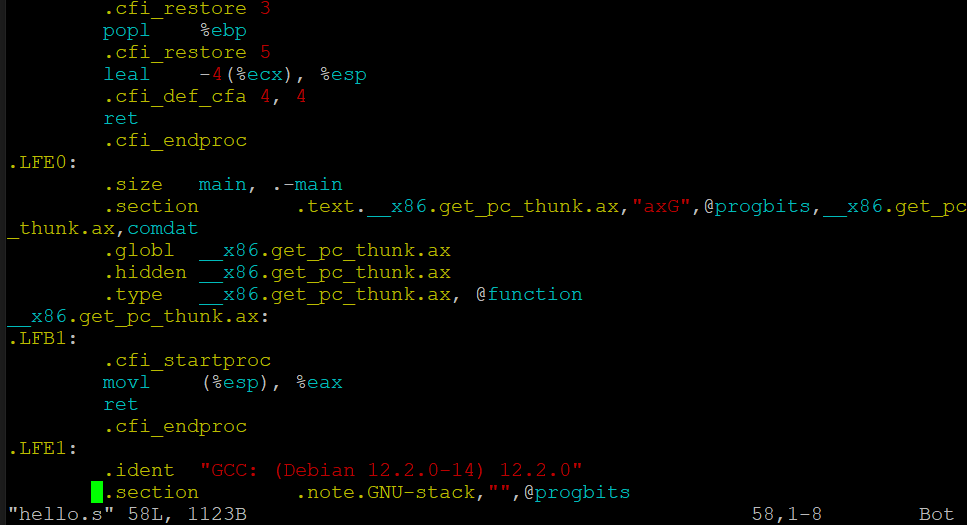 .cfi_restore 3
popl %ebp
.cfi_restore 5
leal -4(%ecx), %esp
.cfi_def_cfa 4, 4
ret
.cfi_endproc
.LFE0:
.size main, .-main
.section .text.__x86.get_pc_thunk.ax,"axG",@progbits,__x86.get_pc
_thunk.ax,comdat
.globl __x86.get_pc_thunk.ax
.hidden __x86.get_pc_thunk.ax
.type __x86.get_pc_thunk.ax, @function
__x86.get_pc_thunk.ax:
.LFB1:
.cfi_startproc
movl (%esp), %eax
ret
.cfi_endproc
.LFE1:
.ident "GCC: (Debian 12.2.0-14) 12.2.0"
.section .note.GNU-stack,"",@progbits
"hello.s" 58L, 1123B 58,1-8 Bot